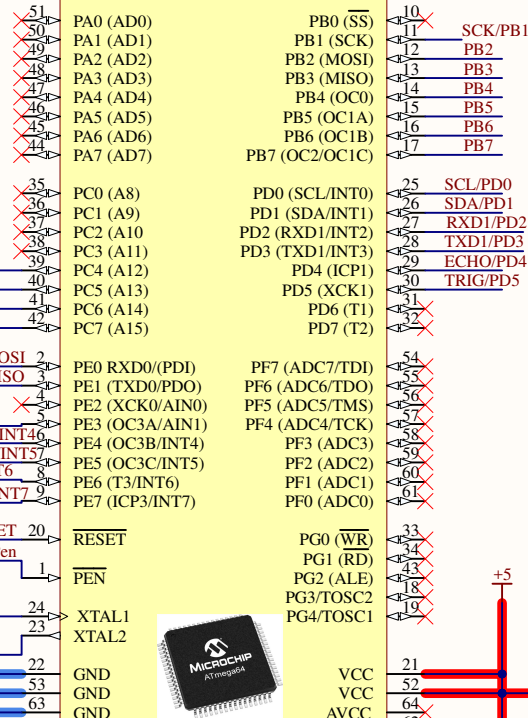 51 PA0 (AD0) PB0 (SS) 10
50 PA1 (AD1) PB1 (SCK) 11 SCK/PB1
49 PA2 (AD2) PB2 (MOSI) 12 PB2
48 PA3 (AD3) PB3 (MISO) 13 PB3
47 PA4 (AD4) PB4 (OC0) 14 PB4
46 PA5 (AD5) PB5 (OC1A) 15 PB5
45 PA6 (AD6) PB6 (OC1B) 16 PB6
44 PA7 (AD7) PB7 (OC2/OC1C) 17 PB7
35 PC0 (A8) PD0 (SCL/INT0) 25 SCL/PD0
36 PC1 (A9) PD1 (SDA/INT1) 26 SDA/PD1
37 PC2 (A10 PD2 (RXD1/INT2) 27 RXD1/PD2
38 PC3 (A11) PD3 (TXD1/INT3) 28 TXD1/PD3
39 PC4 (A12) PD4 (ICP1) 29 ECHO/PD4
40 PC5 (A13) PD5 (XCK1) 30 TRIG/PD5
41 PC6 (A14) PD6 (T1) 31
42 PC7 (A15) PD7 (T2) 32
OSI 2 PE0 RXD0/(PDI) PF7 (ADC7/TDI) 54
ISO 3 PE1 (TXD0/PDO) PF6 (ADC6/TDO) 55
4 PE2 (XCK0/AIN0) PF5 (ADC5/TMS) 56
5 PE3 (OC3A/AIN1) PF4 (ADC4/TCK) 57
INT4 6 PE4 (OC3B/INT4) PF3 (ADC3) 58
INT5 7 PE5 (OC3C/INT5) PF2 (ADC2) 59
T6 8 PE6 (T3/INT6) PF1 (ADC1) 60
NT7 9 PE7 (ICP3/INT7) PF0 (ADC0) 61
ET 20 RESET PG0 (WR) 33
PG1 (RD) 34
en 1 PEN PG2 (ALE) 43
PG3/TOSC2 18
24 XTAL1 PG4/TOSC1 19
23 XTAL2
+5
MICROCHIP
ATmega64
22 GND VCC 21
53 GND VCC 52
63 GND AVCC 64